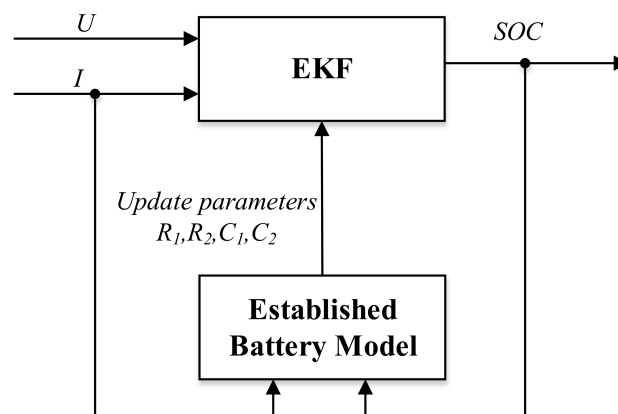 U
SOC
EKF
I
Update parameters
R₁,R₂,C₁,C₂
Established
Battery Model